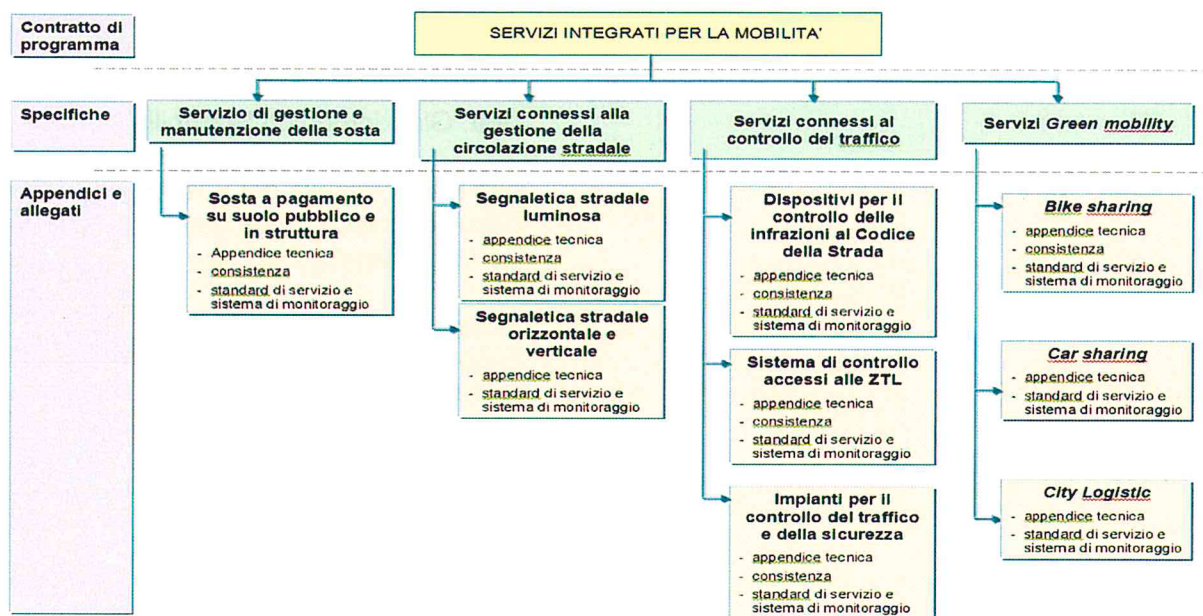 Contratto di
programma
SERVIZI INTEGRATI PER LA MOBILITA'
Specifiche
Servizio di gestione e
manutenzione della sosta
Servizi connessi alla
gestione della
circolazione stradale
Servizi connessi al
controllo del traffico
Servizi Green mobility
Appendici e
allegati
Sosta a pagamento
su suolo pubblico e
in struttura
- Appendice tecnica
- consistenza
- standard di servizio e
sistema di monitoraggio
Segnaletica stradale
luminosa
- appendice tecnica
- consistenza
- standard di servizio e
sistema di monitoraggio
Segnaletica stradale
orizzontale e
verticale
- appendice tecnica
- standard di servizio e
sistema di monitoraggio
Dispositivi per il
controllo delle
infrazioni al Codice
della Strada
- appendice tecnica
- consistenza
- standard di servizio e
sistema di monitoraggio
Sistema di controllo
accessi alle ZTL
- appendice tecnica
- consistenza
- standard di servizio e
sistema di monitoraggio
Impianti per il
controllo del traffico
e della sicurezza
- appendice tecnica
- consistenza
- standard di servizio e
sistema di monitoraggio
Bike sharing
- appendice tecnica
- consistenza
- standard di servizio e
sistema di monitoraggio
Car sharing
- appendice tecnica
- standard di servizio e
sistema di monitoraggio
City Logistic
- appendice tecnica
- standard di servizio e
sistema di monitoraggio